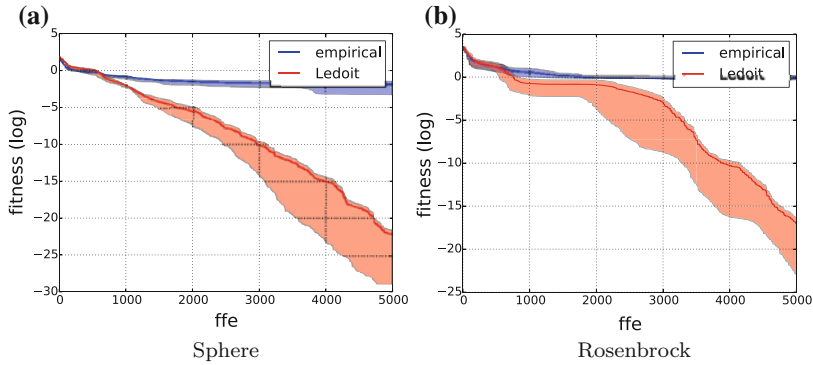 (a)
5
0
−5
−10
−15
−20
−25
−30
0
1000
2000
3000
4000
5000
fitness (log)
ffe
empirical
Ledoit
Sphere
(b)
5
0
−5
−10
−15
−20
−25
0
1000
2000
3000
4000
5000
fitness (log)
ffe
empirical
Ledoit
Rosenbrock